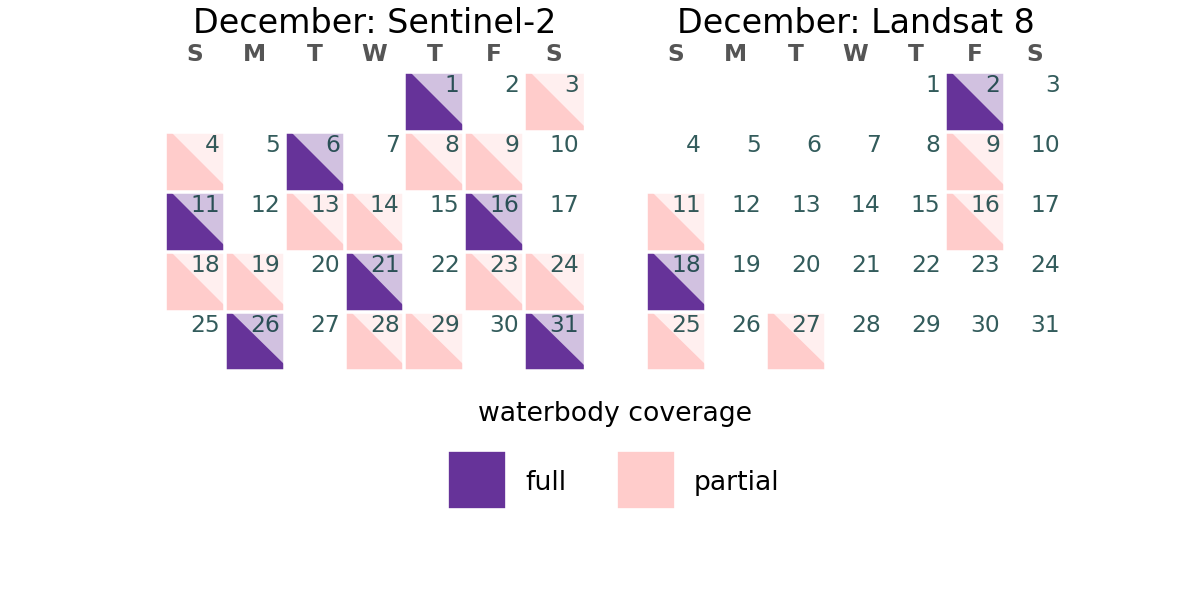 December: Sentinel-2
S M T W T F S
1 2 3
4 5 6 7 8 9 10
11 12 13 14 15 16 17
18 19 20 21 22 23 24
25 26 27 28 29 30 31
December: Landsat 8
S M T W T F S
1 2 3
4 5 6 7 8 9 10
11 12 13 14 15 16 17
18 19 20 21 22 23 24
25 26 27 28 29 30 31
waterbody coverage
full partial